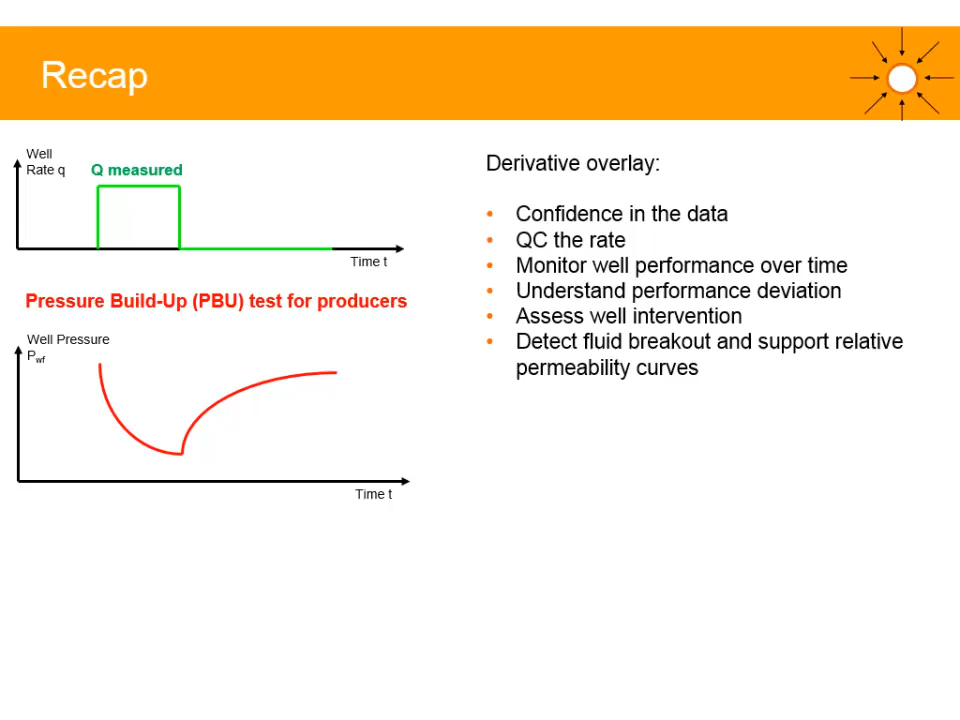 Recap
Well
Rate q
Q measured
Time t
Pressure Build-Up (PBU) test for producers
Well Pressure
Pwf
Time t
Derivative overlay:
• Confidence in the data
• QC the rate
• Monitor well performance over time
• Understand performance deviation
• Assess well intervention
• Detect fluid breakout and support relative
permeability curves